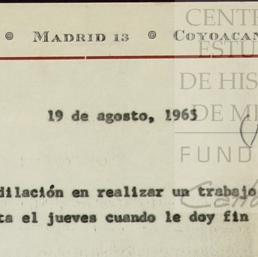 Madrid 13 Coyoacan
CENTR
ESTU
DE HIS
DE M
FUND
19 de agosto, 1965
dilación en realizar un trabajo
ta el jueves cuando le doy fin